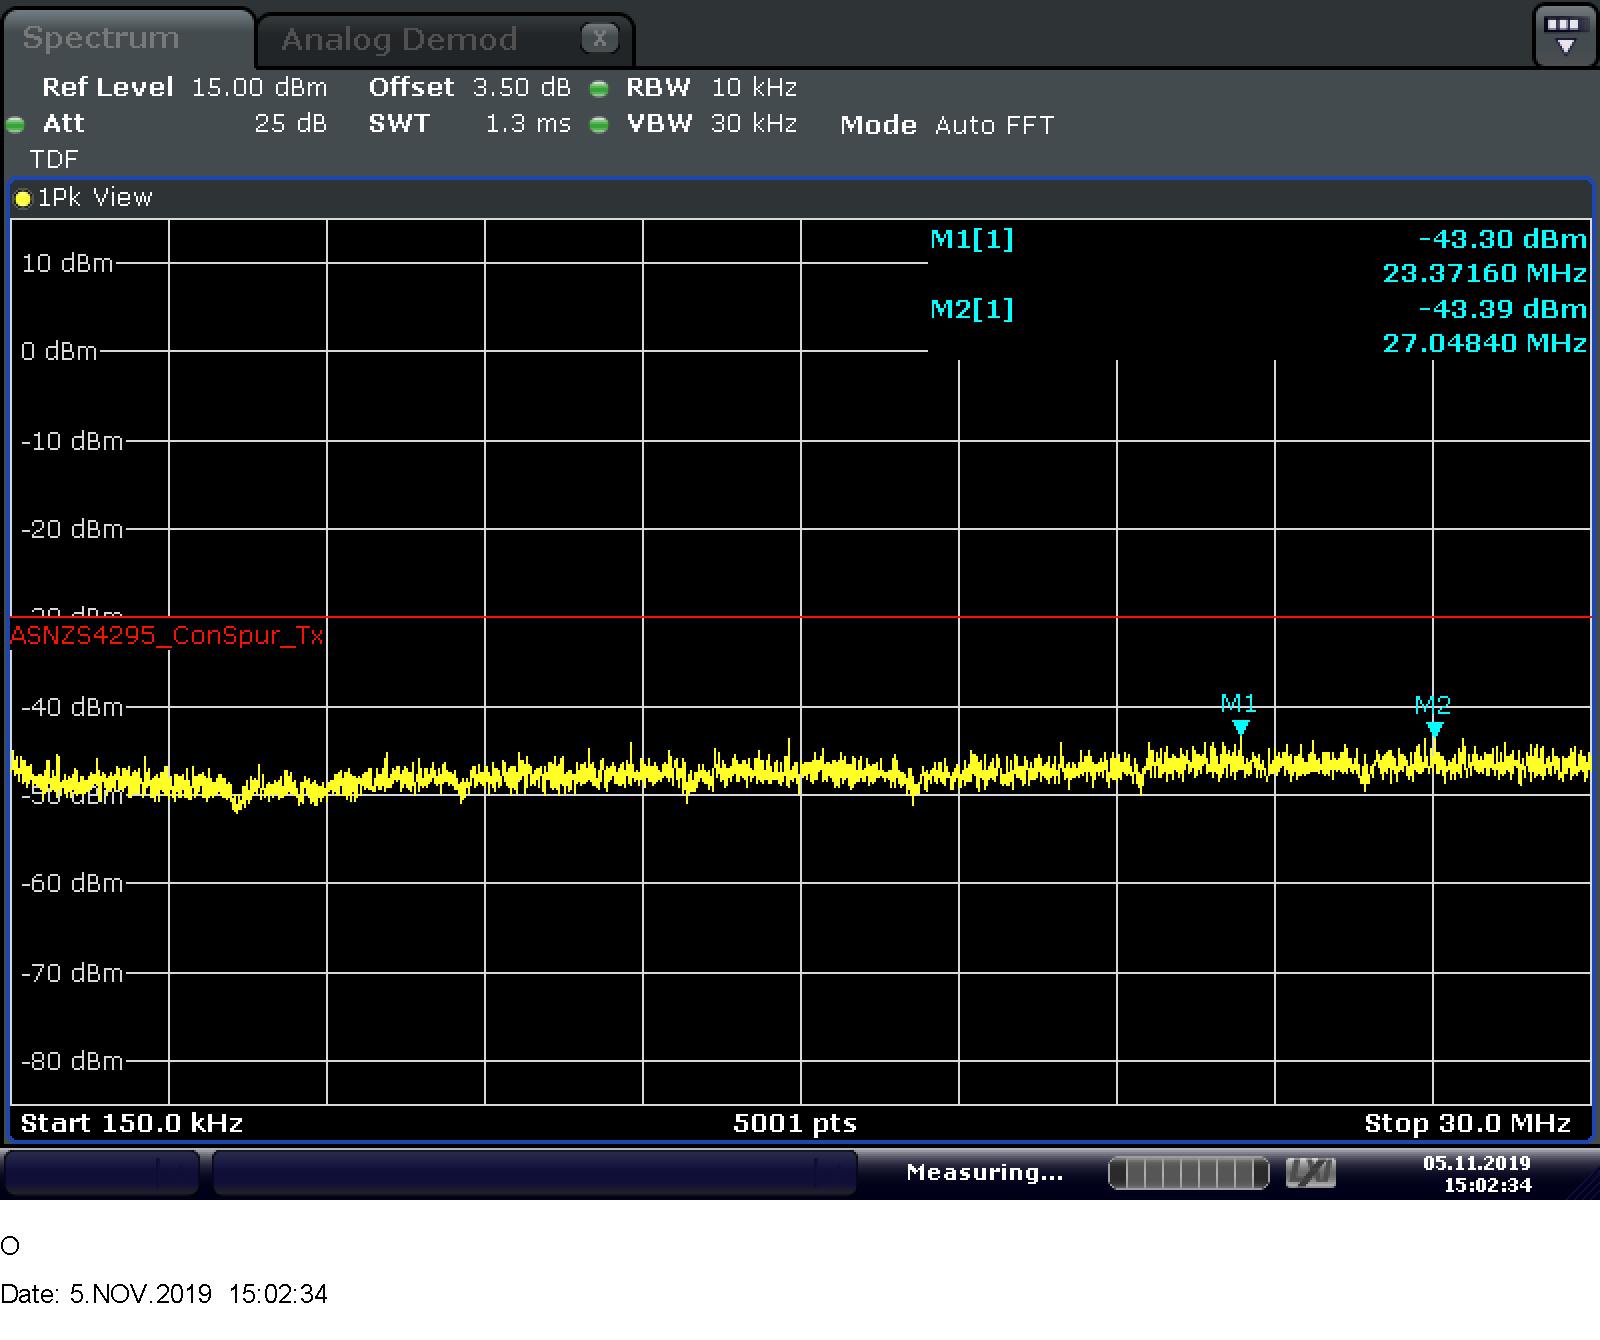 Spectrum
Analog Demod X
Ref Level 15.00 dBm Offset 3.50 dB RBW 10 kHz
Att 25 dB SWT 1.3 ms VBW 30 kHz Mode Auto FFT
TDF
1Pk View
M1[1] -43.30 dBm
23.37160 MHz
M2[1] -43.39 dBm
27.04840 MHz
10 dBm
0 dBm
-10 dBm
-20 dBm
-30 dBm
ASNZS4295_ConSpur_Tx
-40 dBm
M1
M2
-50 dBm
-60 dBm
-70 dBm
-80 dBm
Start 150.0 kHz 5001 pts Stop 30.0 MHz
Measuring... LXI 05.11.2019
15:02:34
O
Date: 5.NOV.2019 15:02:34